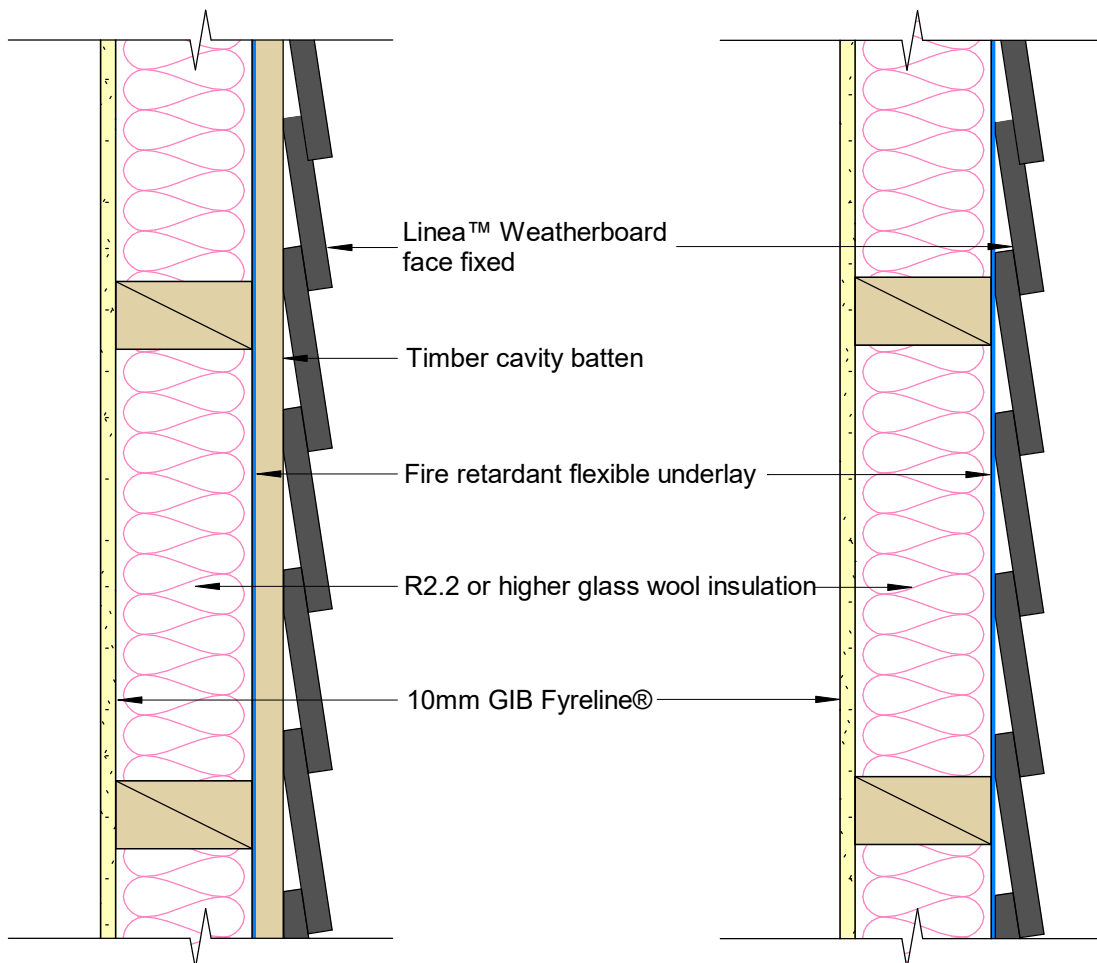 Linea™ Weatherboard
face fixed
Timber cavity batten
Fire retardant flexible underlay
R2.2 or higher glass wool insulation
10mm GIB Fyreline®